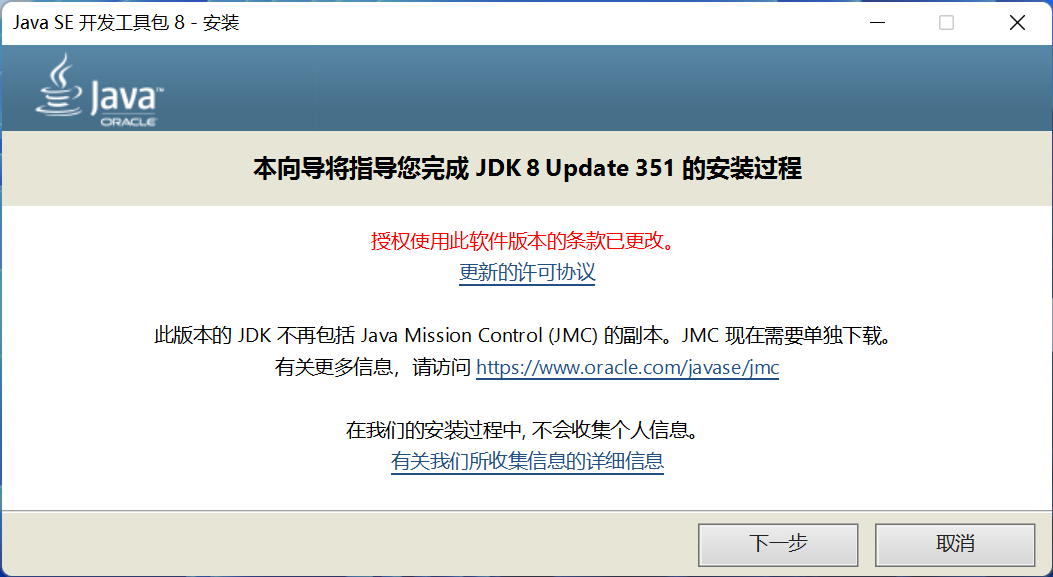 Java SE 开发工具包 8 - 安装
Java™
ORACLE
本向导将指导您完成 JDK 8 Update 351 的安装过程
授权使用此软件版本的条款已更改。
更新的许可协议
此版本的 JDK 不再包括 Java Mission Control (JMC) 的副本。JMC 现在需要单独下载。
有关更多信息，请访问 https://www.oracle.com/javase/jmc
在我们的安装过程中, 不会收集个人信息。
有关我们所收集信息的详细信息
下一步 取消